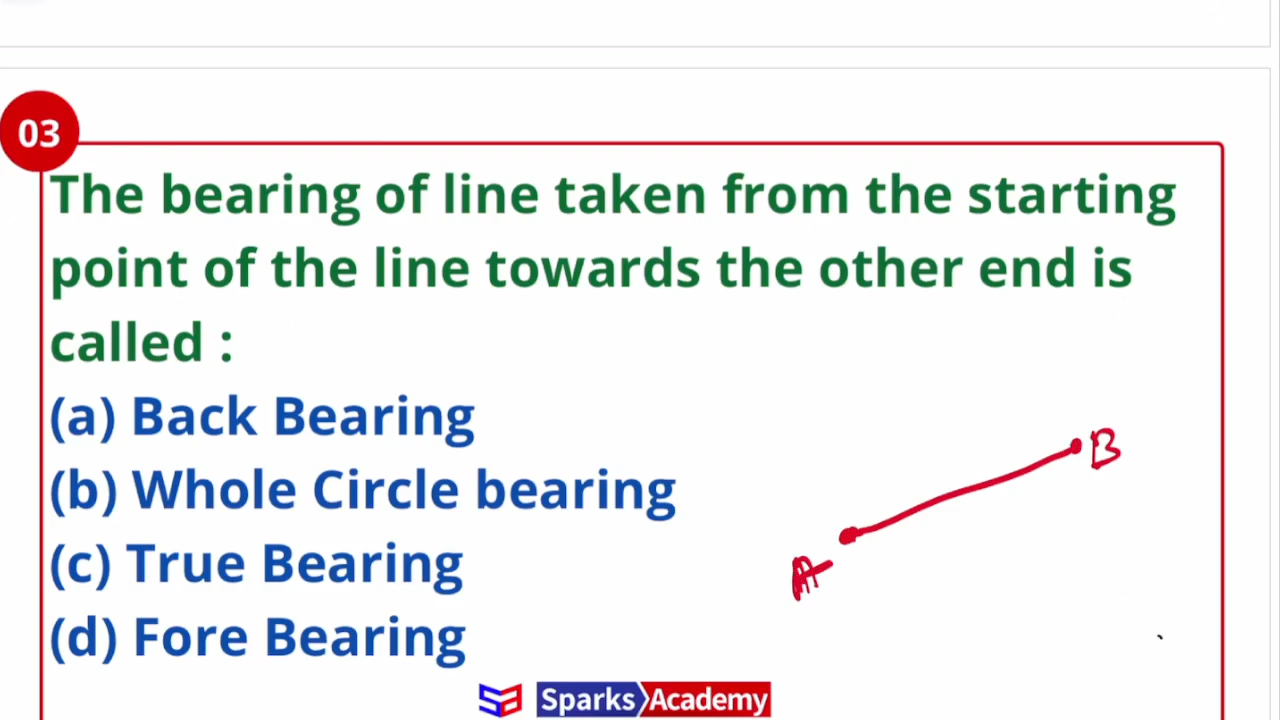 03
The bearing of line taken from the starting
point of the line towards the other end is
called :
(a) Back Bearing
(b) Whole Circle bearing
(c) True Bearing
(d) Fore Bearing
B
A
Sparks Academy